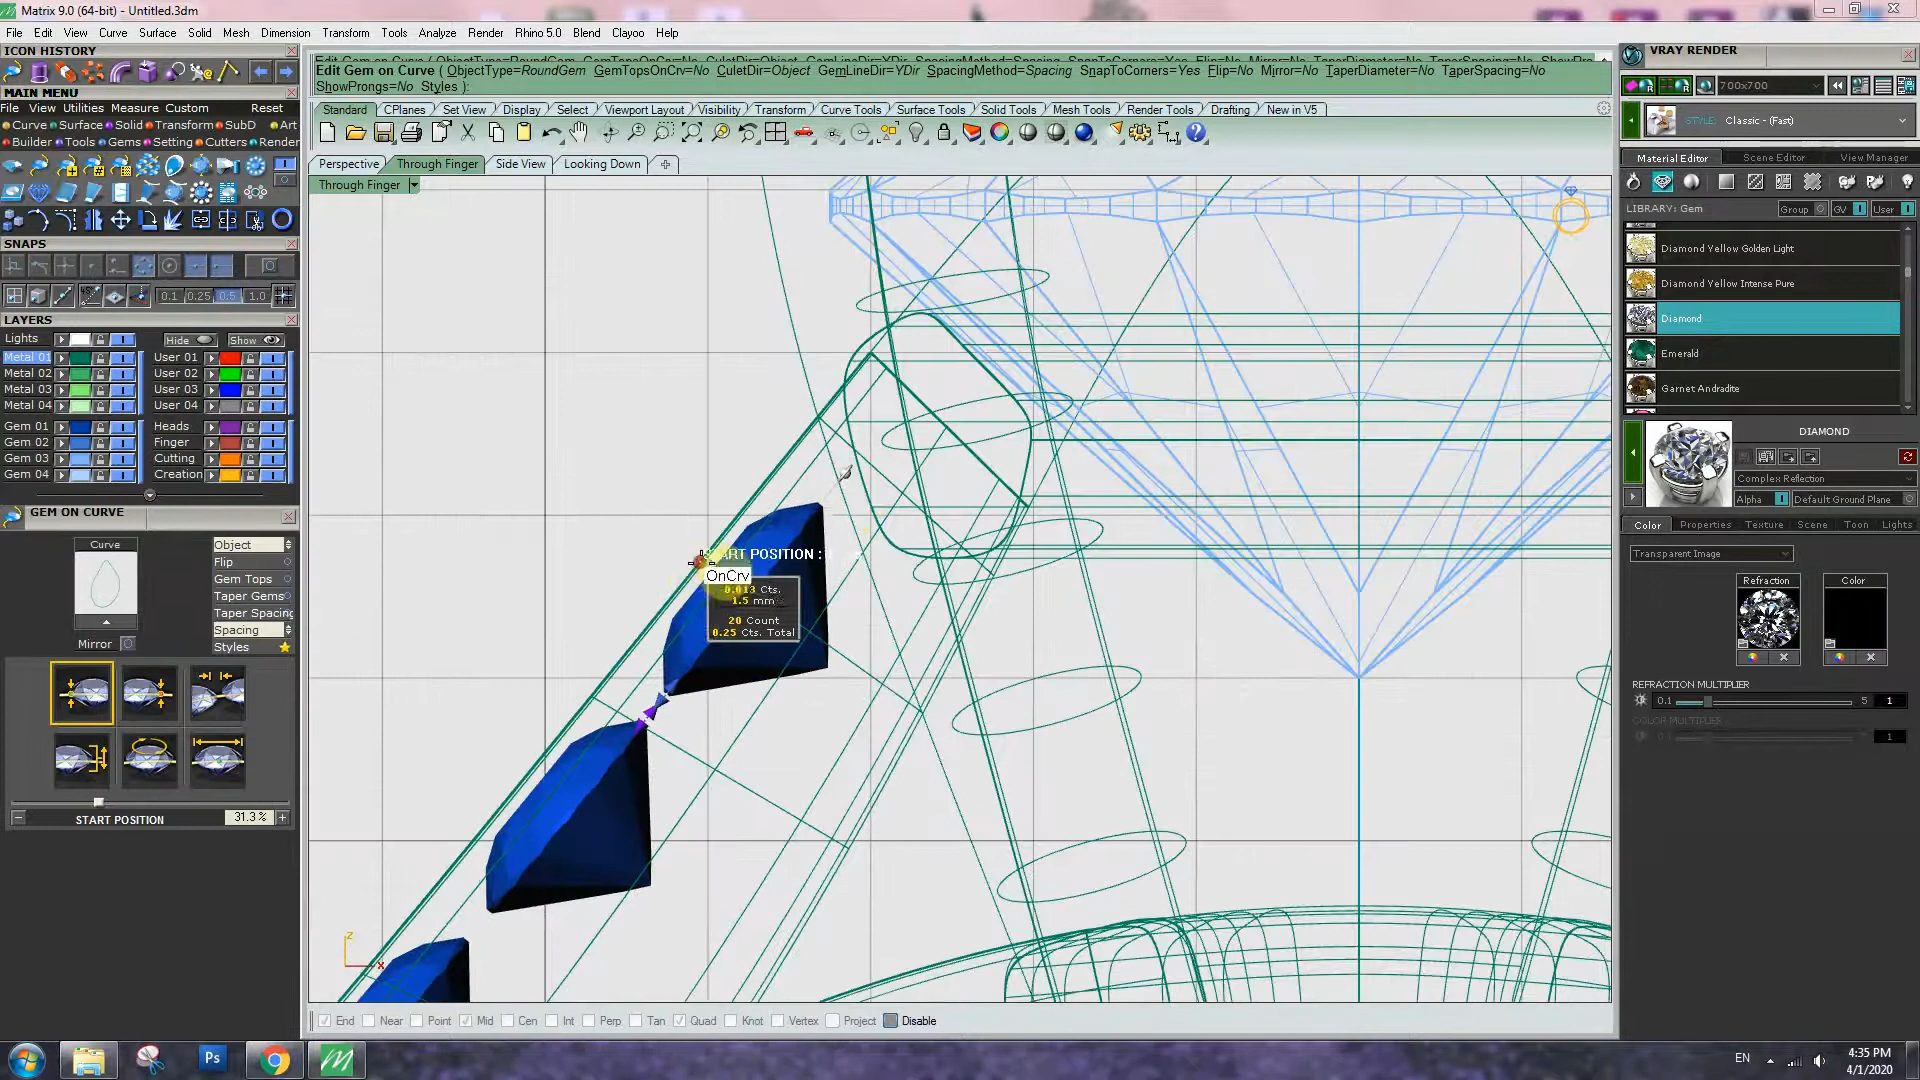 Matrix 9.0 (64-bit) - Untitled.3dm
File Edit View Curve Surface Solid Mesh Dimension Transform Tools Analyze Render Rhino 5.0 Blend Clayoo Help
ICON HISTORY
MAIN MENU
File View Utilities Measure Custom Reset
Curve Surface Solid Transform SubD Art
Builder Tools Gems Setting Cutters Render
SNAPS
0.1 0.25 0.5 1.0
LAYERS
Lights Hide Show
Metal 01 User 01
Metal 02 User 02
Metal 03 User 03
Metal 04 User 04
Gem 01 Heads
Gem 02 Finger
Gem 03 Cutting
Gem 04 Creation
GEM ON CURVE
Curve
Object
Flip
Gem Tops
Taper Gems
Taper Spacing
Spacing
Mirror
Styles
START POSITION 31.3 %
Edit Gem on Curve ( ObjectType=RoundGem GemTopsOnCrv=No CuletDir=Object GemLineDir=YDir SpacingMethod=Spacing SnapToCorners=Yes Flip=No Mirror=No TaperDiameter=No TaperSpacing=No
ShowProngs=No Styles ):
Standard CPlanes Set View Display Select Viewport Layout Visibility Transform Curve Tools Surface Tools Solid Tools Mesh Tools Render Tools Drafting New in V5
Perspective Through Finger Side View Looking Down
Through Finger
START POSITION :
OnCrv
0.013 Cts.
1.5 mm
20 Count
0.25 Cts. Total
z
x
End Near Point Mid Cen Int Perp Tan Quad Knot Vertex Project Disable
VRAY RENDER
700x700
STYLE: Classic - (Fast)
Material Editor Scene Editor View Manager
LIBRARY: Gem Group GV User
Diamond Yellow Golden Light
Diamond Yellow Intense Pure
Diamond
Emerald
Garnet Andradite
DIAMOND
Complex Reflection
Alpha Default Ground Plane
Color Properties Texture Scene Toon Lights
Transparent Image
Refraction Color
REFRACTION MULTIPLIER
0.1 5 1
COLOR MULTIPLIER
0.1 1
Ps
EN
4:35 PM
4/1/2020